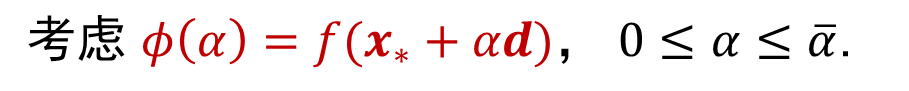 考虑 𝜙(𝛼) = 𝑓(𝒙∗ + 𝛼𝒅), 0 ≤ 𝛼 ≤ ᾱ.